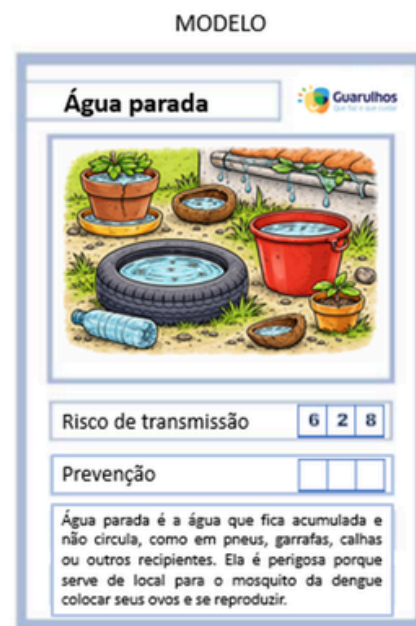 MODELO
Água parada
Guarulhos
Risco de transmissão 6 2 8
Prevenção
Água parada é a água que fica acumulada e
não circula, como em pneus, garrafas, calhas
ou outros recipientes. Ela é perigosa porque
serve de local para o mosquito da dengue
colocar seus ovos e se reproduzir.